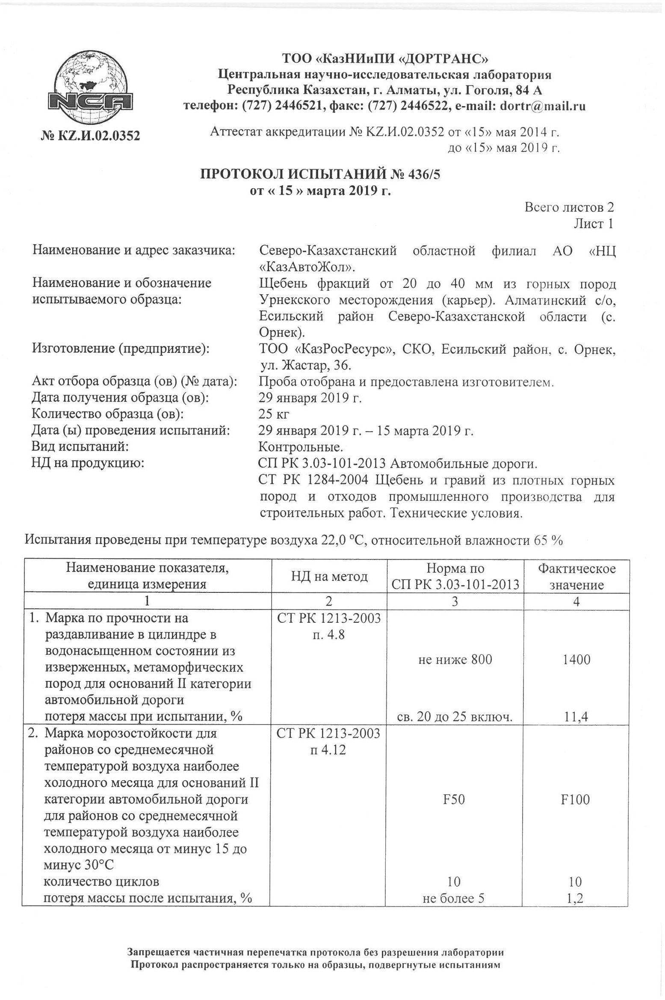 ТОО «КазНИиПИ «ДОРТРАНС»
Центральная научно-исследовательская лаборатория
Республика Казахстан, г. Алматы, ул. Гоголя, 84 А
телефон: (727) 2446521, факс: (727) 2446522, e-mail: dortr@mail.ru
NCA
№ KZ.И.02.0352
Аттестат аккредитации № KZ.И.02.0352 от «15» мая 2014 г.
до «15» мая 2019 г.
ПРОТОКОЛ ИСПЫТАНИЙ № 436/5
от « 15 » марта 2019 г.
Всего листов 2
Лист 1
Наименование и адрес заказчика: Северо-Казахстанский областной филиал АО «НЦ
«КазАвтоЖол».
Наименование и обозначение Щебень фракций от 20 до 40 мм из горных пород
испытываемого образца: Урнекского месторождения (карьер). Алматинский с/о,
Есильский район Северо-Казахстанской области (с.
Орнек).
Изготовление (предприятие): ТОО «КазРосРесурс», СКО, Есильский район, с. Орнек,
ул. Жастар, 36.
Акт отбора образца (ов) (№ дата): Проба отобрана и предоставлена изготовителем.
Дата получения образца (ов): 29 января 2019 г.
Количество образца (ов): 25 кг
Дата (ы) проведения испытаний: 29 января 2019 г. – 15 марта 2019 г.
Вид испытаний: Контрольные.
НД на продукцию: СП РК 3.03-101-2013 Автомобильные дороги.
СТ РК 1284-2004 Щебень и гравий из плотных горных
пород и отходов промышленного производства для
строительных работ. Технические условия.
Испытания проведены при температуре воздуха 22,0 °С, относительной влажности 65 %
Наименование показателя,
единица измерения
НД на метод
Норма по
СП РК 3.03-101-2013
Фактическое
значение
1 2 3 4
1. Марка по прочности на СТ РК 1213-2003
раздавливание в цилиндре в п. 4.8
водонасыщенном состоянии из
изверженных, метаморфических не ниже 800 1400
пород для оснований II категории
автомобильной дороги
потеря массы при испытании, % св. 20 до 25 включ. 11,4
2. Марка морозостойкости для СТ РК 1213-2003
районов со среднемесячной п 4.12
температурой воздуха наиболее
холодного месяца для оснований II
категории автомобильной дороги F50 F100
для районов со среднемесячной
температурой воздуха наиболее
холодного месяца от минус 15 до
минус 30°С
количество циклов 10 10
потеря массы после испытания, % не более 5 1,2
Запрещается частичная перепечатка протокола без разрешения лаборатории
Протокол распространяется только на образцы, подвергнутые испытаниям